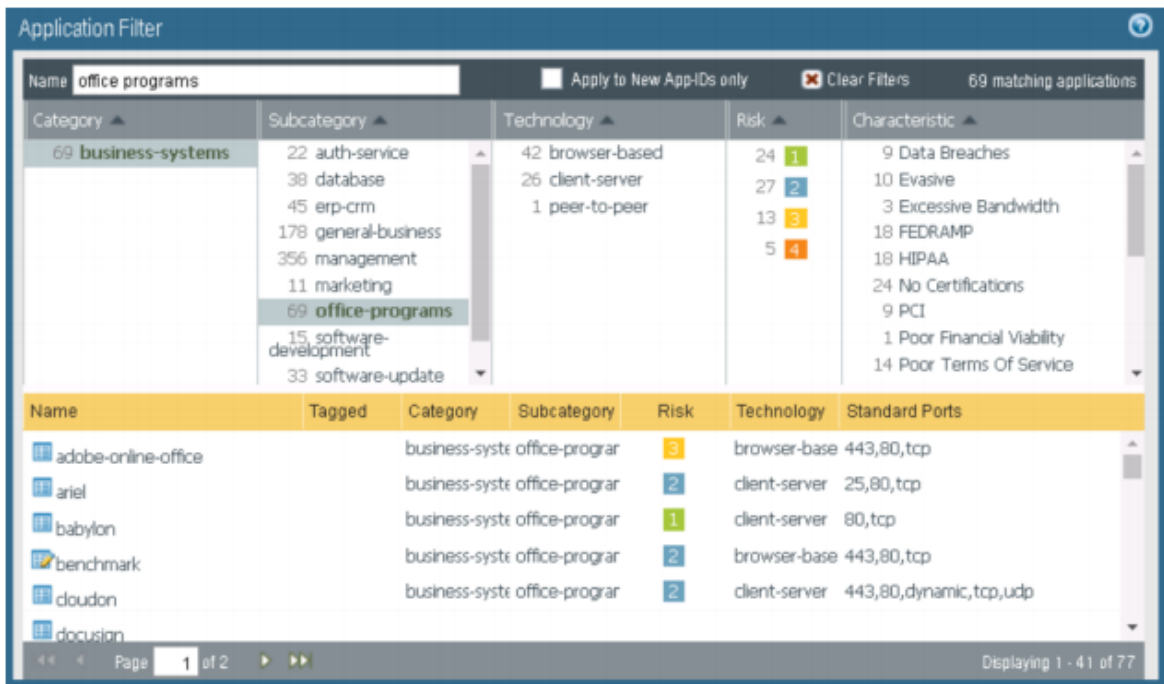 Application Filter
Name office programs Apply to New App-IDs only Clear Filters 69 matching applications
Category Subcategory Technology Risk Characteristic
69 business-systems
22 auth-service
38 database
45 erp-crm
178 general-business
356 management
11 marketing
69 office-programs
15 software-
development
33 software-update
42 browser-based
26 client-server
1 peer-to-peer
24 1
27 2
13 3
5 4
9 Data Breaches
10 Evasive
3 Excessive Bandwidth
18 FEDRAMP
18 HIPAA
24 No Certifications
9 PCI
1 Poor Financial Viability
14 Poor Terms Of Service
Name Tagged Category Subcategory Risk Technology Standard Ports
adobe-online-office business-syste office-prograr 3 browser-base 443,80,tcp
ariel business-syste office-prograr 2 client-server 25,80,tcp
babylon business-syste office-prograr 1 client-server 80,tcp
benchmark business-syste office-prograr 2 browser-base 443,80,tcp
cloudon business-syste office-prograr 2 client-server 443,80,dynamic,tcp,udp
docusign
Page 1 of 2 Displaying 1 - 41 of 77